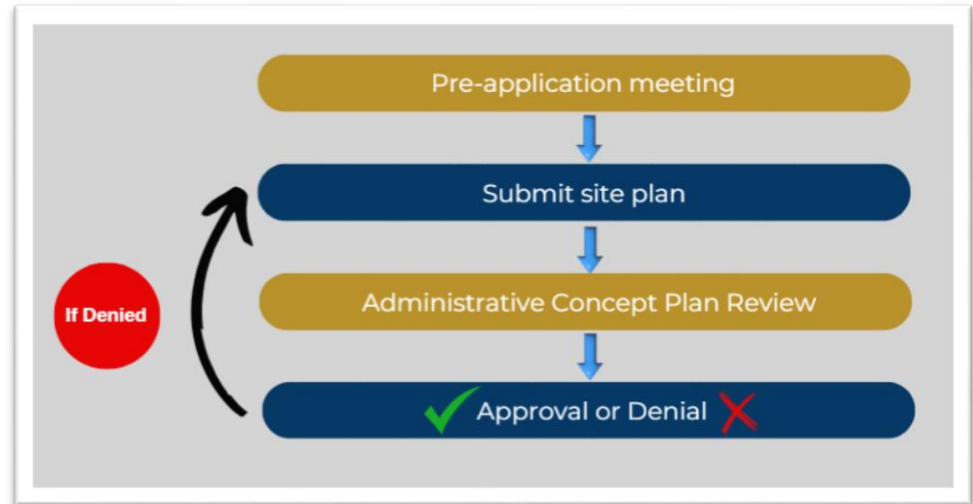 Pre-application meeting
Submit site plan
Administrative Concept Plan Review
If Denied
Approval or Denial